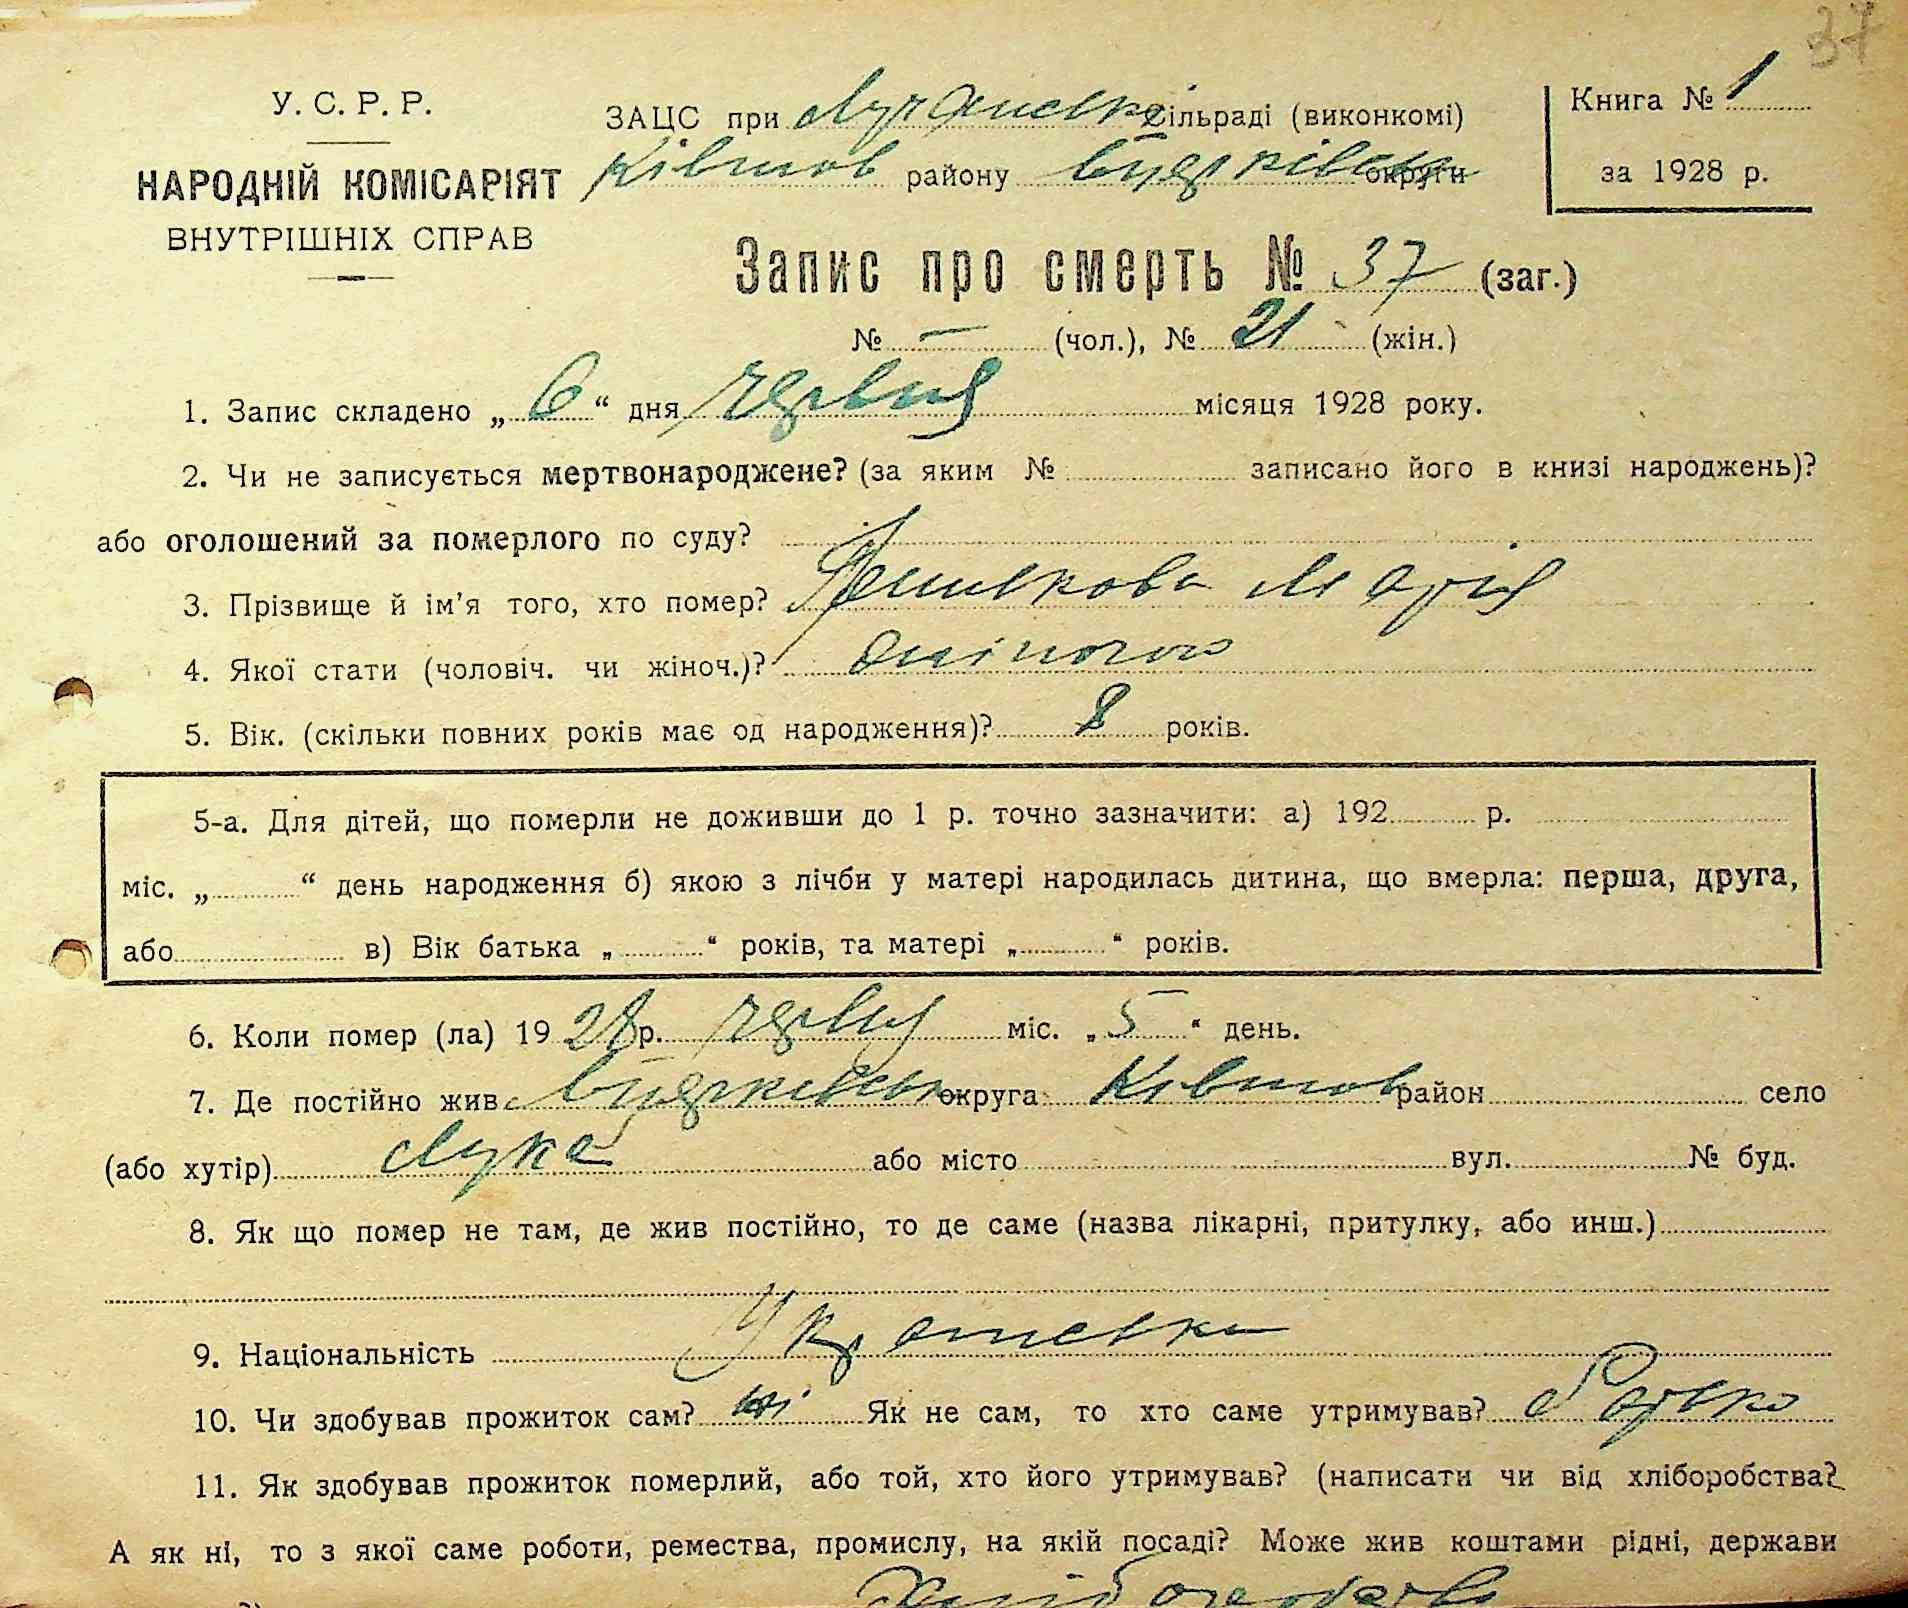 37
У. С. Р. Р.
НАРОДНІЙ КОМІСАРІЯТ
ВНУТРІШНІХ СПРАВ
ЗАЦС при Лучанські сільраді (виконкомі)
району округи
Книга № 1
за 1928 р.
Запис про смерть № 37 (заг.)
№ — (чол.), № 21 (жін.)
1. Запис складено „ 6 “ дня червня місяця 1928 року.
2. Чи не записується мертвонароджене? (за яким № записано його в книзі народжень)?
або оголошений за померлого по суду?
3. Прізвище й ім’я того, хто помер? Марія
4. Якої стати (чоловіч. чи жіноч.)? жіночого
5. Вік. (скільки повних років має од народження)? 8 років.
5-а. Для дітей, що померли не доживши до 1 р. точно зазначити: а) 192 р.
міс. „ “ день народження б) якою з лічби у матері народилась дитина, що вмерла: перша, друга,
або в) Вік батька „ “ років, та матері „ “ років.
6. Коли помер (ла) 19 28 р. червня міс. „ 5 “ день.
7. Де постійно жив округа район село
(або хутір) Лука або місто вул. № буд.
8. Як що помер не там, де жив постійно, то де саме (назва лікарні, притулку, або инш.)
9. Національність Українська
10. Чи здобував прожиток сам? ні Як не сам, то хто саме утримував? Батько
11. Як здобував прожиток померлий, або той, хто його утримував? (написати чи від хліборобства?
А як ні, то з якої саме роботи, ремества, промислу, на якій посаді? Може жив коштами рідні, держави